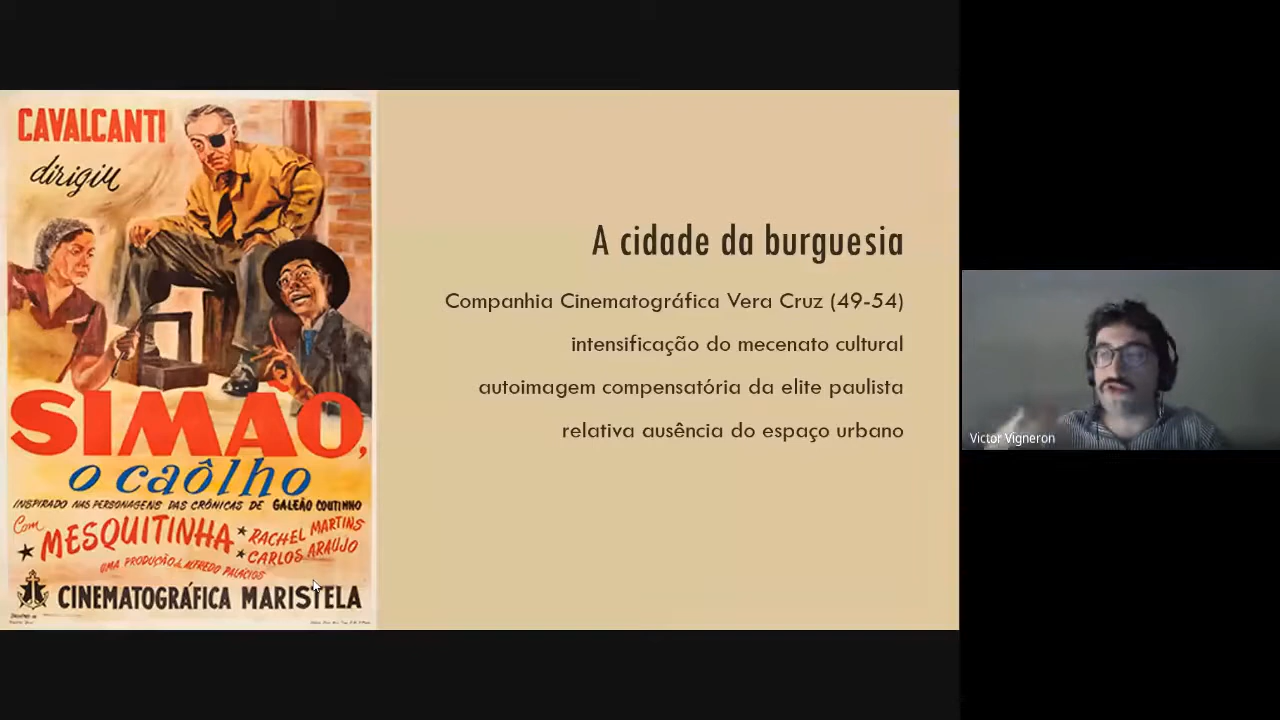 CAVALCANTI
dirigiu
SIMÃO,
o caôlho
INSPIRADO NAS PERSONAGENS DAS CRÔNICAS DE GALEÃO COUTINHO
Com
MESQUITINHA
RACHEL MARTINS
CARLOS ARAUJO
UMA PRODUÇÃO de ALFREDO PALACIOS
CINEMATOGRÁFICA MARISTELA
A cidade da burguesia
Companhia Cinematográfica Vera Cruz (49-54)
intensificação do mecenato cultural
autoimagem compensatória da elite paulista
relativa ausência do espaço urbano
Victor Vigneron